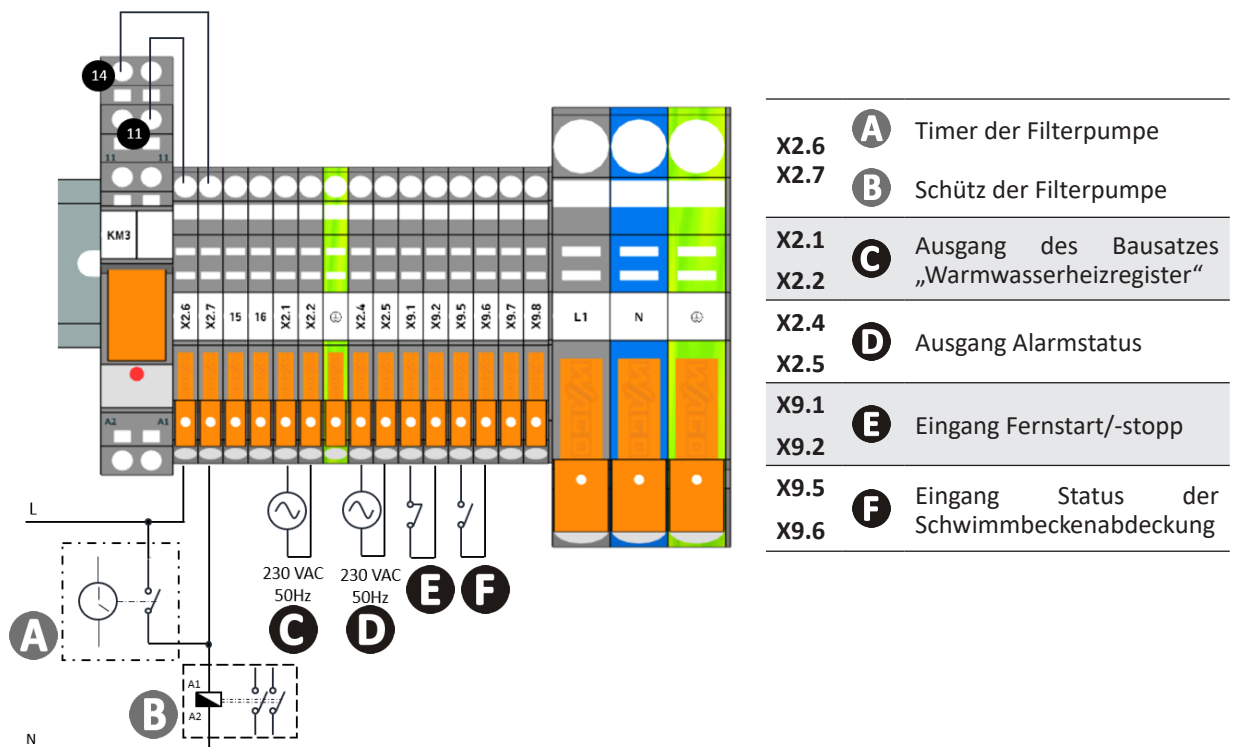 14
11
11 11
KM3
X2.6 X2.7 15 16 X2.1 X2.2 X2.4 X2.5 X9.1 X9.2 X9.5 X9.6 X9.7 X9.8 L1 N
A2 A1
L
230 VAC
50Hz
C
230 VAC
50Hz
D
E
F
A
A1
A2
B
N
X2.6
X2.7
A Timer der Filterpumpe
B Schütz der Filterpumpe
X2.1
X2.2
C Ausgang des Bausatzes
„Warmwasserheizregister“
X2.4
X2.5
D Ausgang Alarmstatus
X9.1
X9.2
E Eingang Fernstart/-stopp
X9.5
X9.6
F Eingang Status der
Schwimmbeckenabdeckung